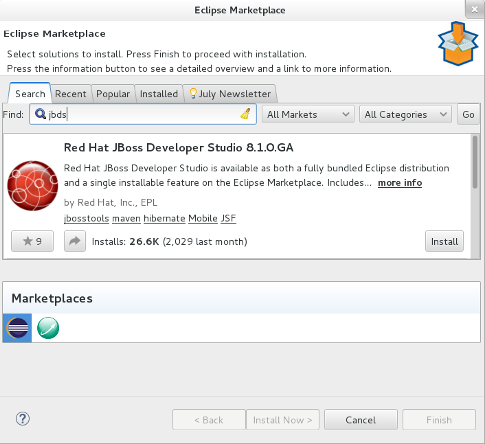 Eclipse Marketplace
Eclipse Marketplace
Select solutions to install. Press Finish to proceed with installation.
Press the information button to see a detailed overview and a link to more information.
Search Recent Popular Installed July Newsletter
Find: jbds All Markets All Categories Go
Red Hat JBoss Developer Studio 8.1.0.GA
Red Hat JBoss Developer Studio is available as both a fully bundled Eclipse distribution
and a single installable feature on the Eclipse Marketplace. Includes... more info
by Red Hat, Inc., EPL
jbosstools maven hibernate Mobile JSF
9 Installs: 26.6K (2,029 last month) Install
Marketplaces
? < Back Install Now > Cancel Finish